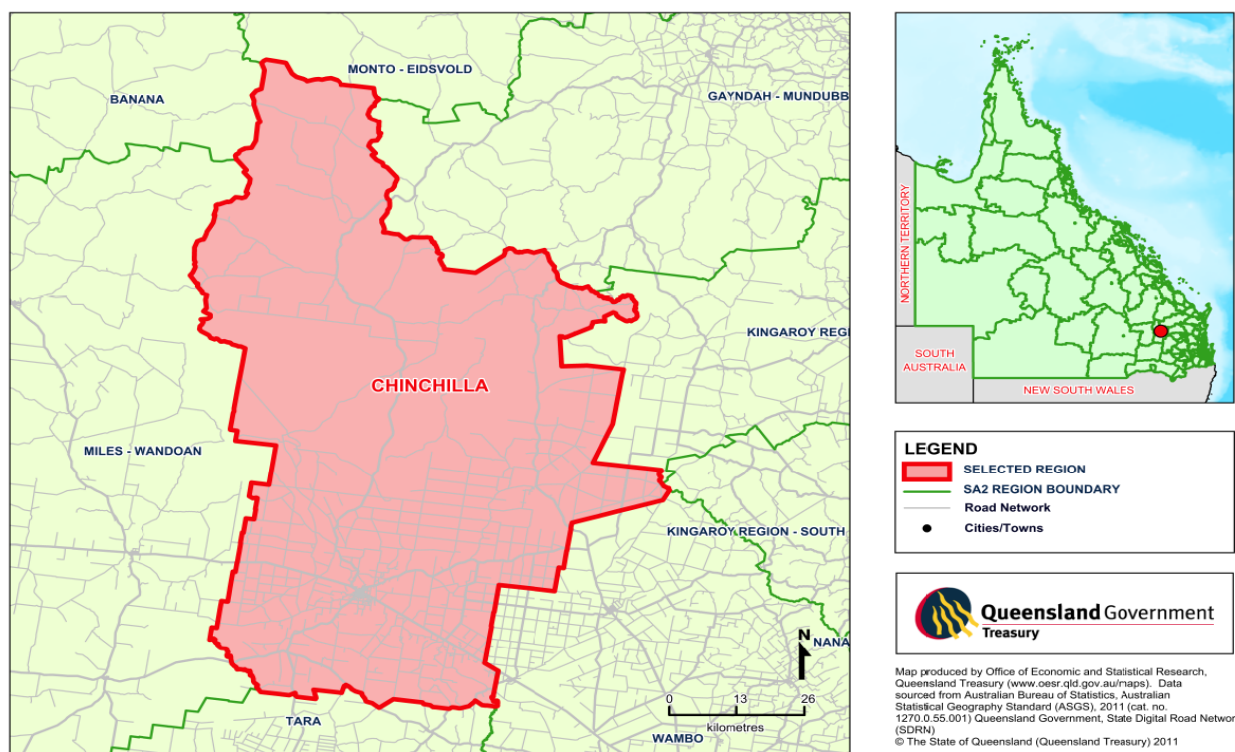 MONTO - EIDSVOLD
BANANA
GAYNDAH - MUNDUBB
KINGAROY REGI
CHINCHILLA
MILES - WANDOAN
KINGAROY REGION - SOUTH
NANA
TARA
WAMBO
N
0 13 26
kilometres
NORTHERN TERRITORY
SOUTH
AUSTRALIA
NEW SOUTH WALES
LEGEND
SELECTED REGION
SA2 REGION BOUNDARY
Road Network
Cities/Towns
Queensland Government
Treasury
Map produced by Office of Economic and Statistical Research,
Queensland Treasury (www.oesr.qld.gov.au/maps). Data
sourced from Australian Bureau of Statistics, Australian
Statistical Geography Standard (ASGS), 2011 (cat. no.
1270.0.55.001) Queensland Government, State Digital Road Networ
(SDRN)
© The State of Queensland (Queensland Treasury) 2011